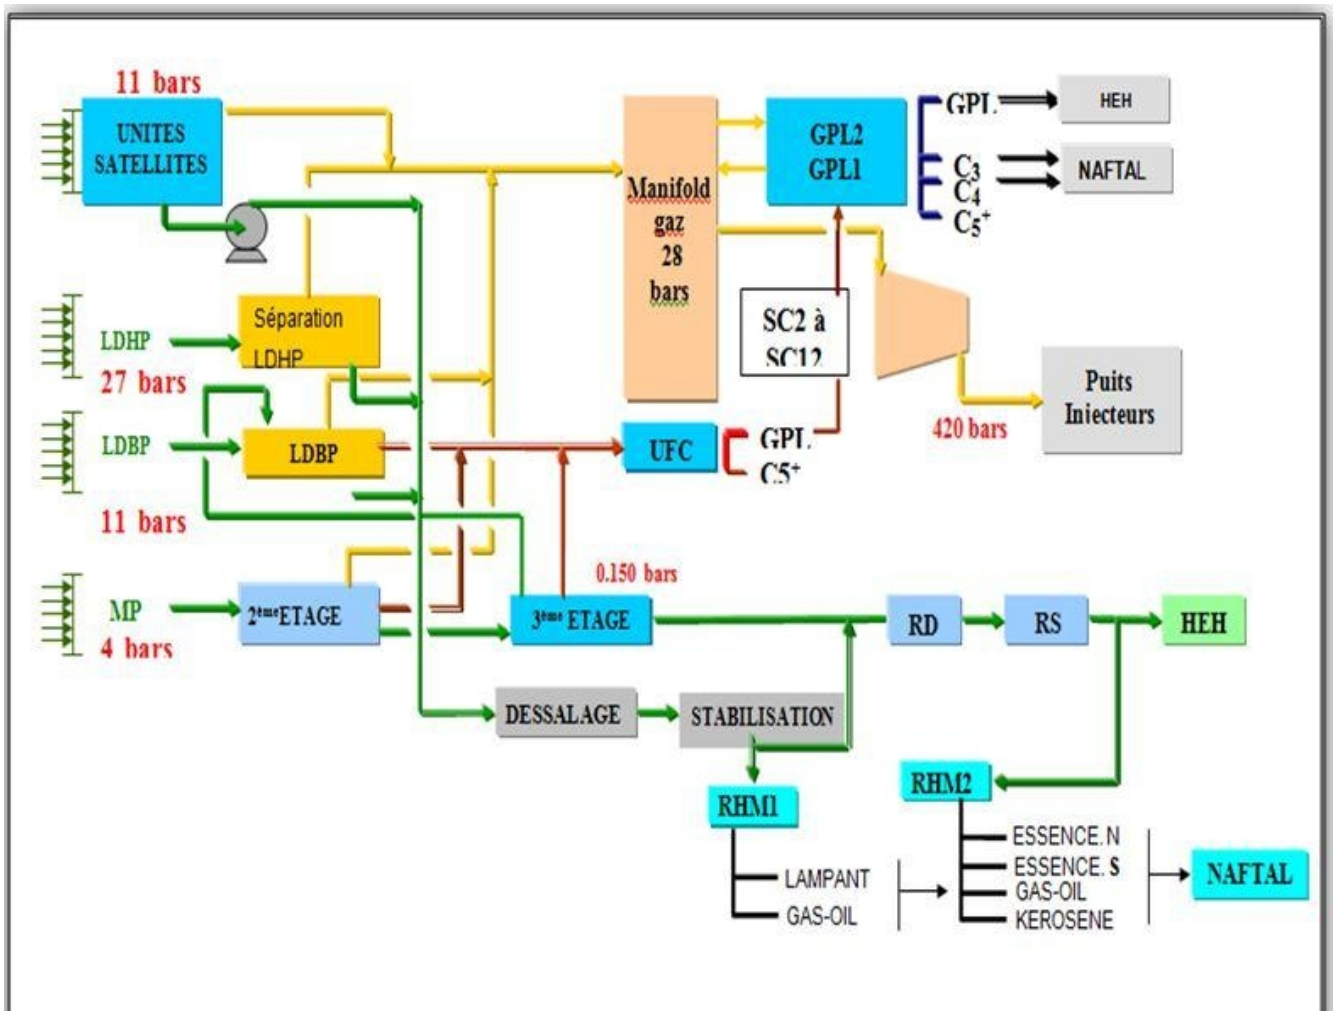 11 bars
UNITES
SATELLITES
Manifold
gaz
28
bars
GPL2
GPL1
GPL
C3
C4
C5+
HEH
NAFTAL
LDHP
27 bars
Séparation
LDHP
SC2 à
SC12
Puits
Injecteurs
420 bars
LDBP
11 bars
LDBP
UFC
GPL
C5+
MP
4 bars
2ème ETAGE
0.150 bars
3ème ETAGE
RD
RS
HEH
DESSALAGE
STABILISATION
RHM1
LAMPANT
GAS-OIL
RHM2
ESSENCE.N
ESSENCE.S
GAS-OIL
KEROSENE
NAFTAL